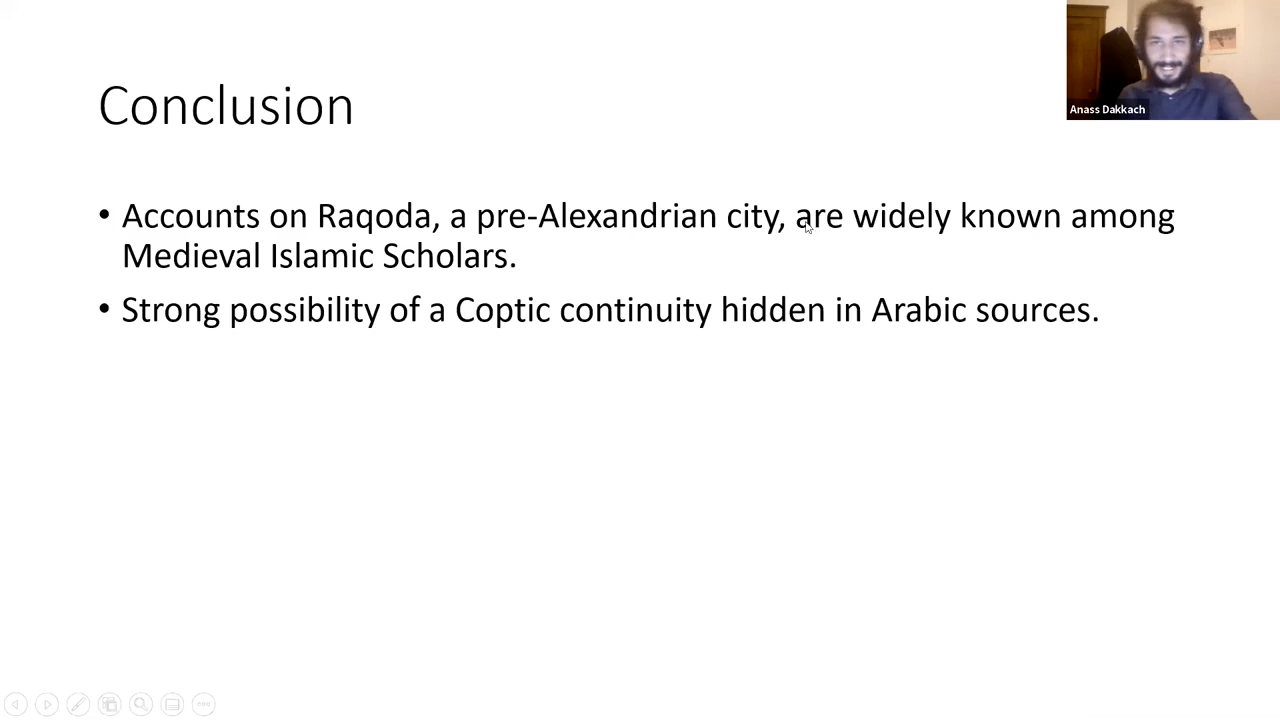 Conclusion
Anass Dakkach
• Accounts on Raqoda, a pre-Alexandrian city, are widely known among
Medieval Islamic Scholars.
• Strong possibility of a Coptic continuity hidden in Arabic sources.